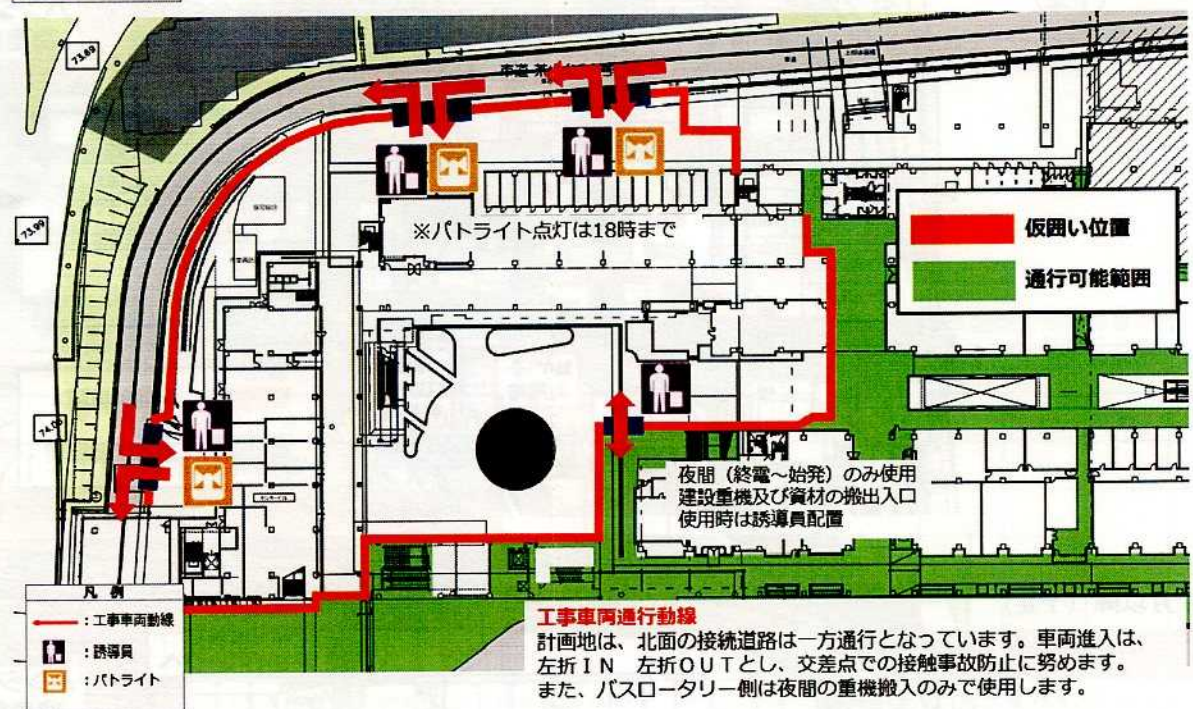 73.89
73.99
74.00
※パトライト点灯は18時まで
仮囲い位置
通行可能範囲
夜間（終電～始発）のみ使用
建設重機及び資材の搬出入口
使用時は誘導員配置
凡 例
：工事車両動線
：誘導員
：パトライト
工事車両通行動線
計画地は、北面の接続道路は一方通行となっています。車両進入は、
左折ＩＮ　左折ＯＵＴとし、交差点での接触事故防止に努めます。
また、バスロータリー側は夜間の重機搬入のみで使用します。